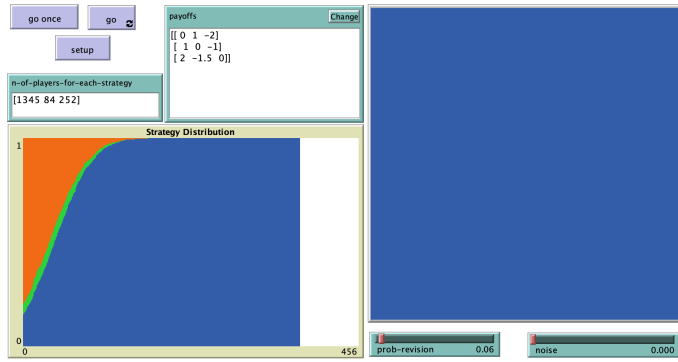 go once
go
setup
payoffs
Change
[[ 0 1 -2]
[ 1 0 -1]
[ 2 -1.5 0]]
n-of-players-for-each-strategy
[1345 84 252]
Strategy Distribution
1
0
0
456
prob-revision 0.06
noise 0.000